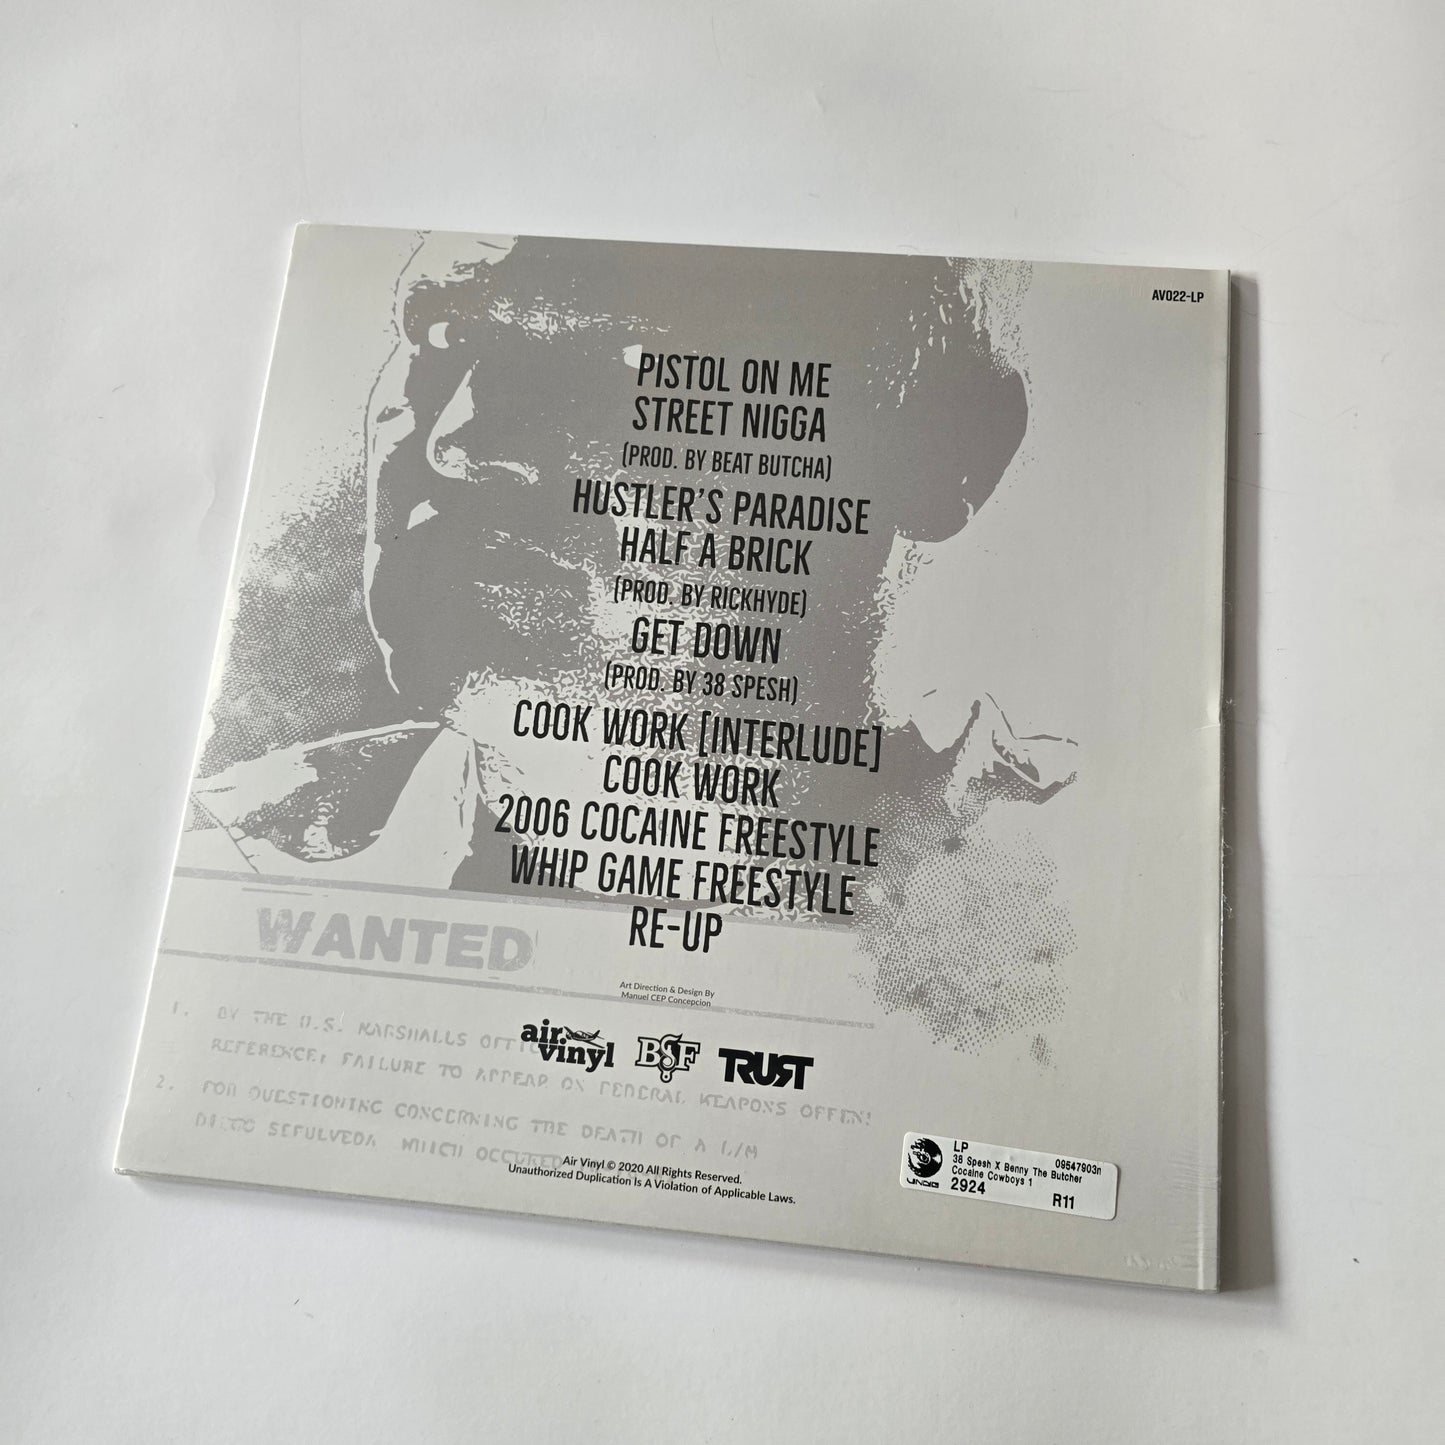 AV022-LP
PISTOL ON ME
STREET NIGGA
(PROD. BY BEAT BUTCHA)
HUSTLER'S PARADISE
HALF A BRICK
(PROD. BY RICKHYDE)
GET DOWN
(PROD. BY 38 SPESH)
COOK WORK [INTERLUDE]
COOK WORK
2006 COCAINE FREESTYLE
WHIP GAME FREESTYLE
RE-UP
WANTED
Art Direction & Design By
Manuel CEP Concepcion
1. BY THE U.S. MARSHALLS
REFERENCE: FAILURE TO APPEAR ON FEDERAL WEAPONS OFFEN
2. FOR QUESTIONING CONCERNING THE DEATH OF A
DIEGO SEPULVEDA WHICH OCCURED
air vinyl
BSF
TRUST
Air Vinyl © 2020 All Rights Reserved.
Unauthorized Duplication Is A Violation of Applicable Laws.
LP 09547903n
38 Spesh X Benny The Butcher
Cocaine Cowboys 1
2924 R11